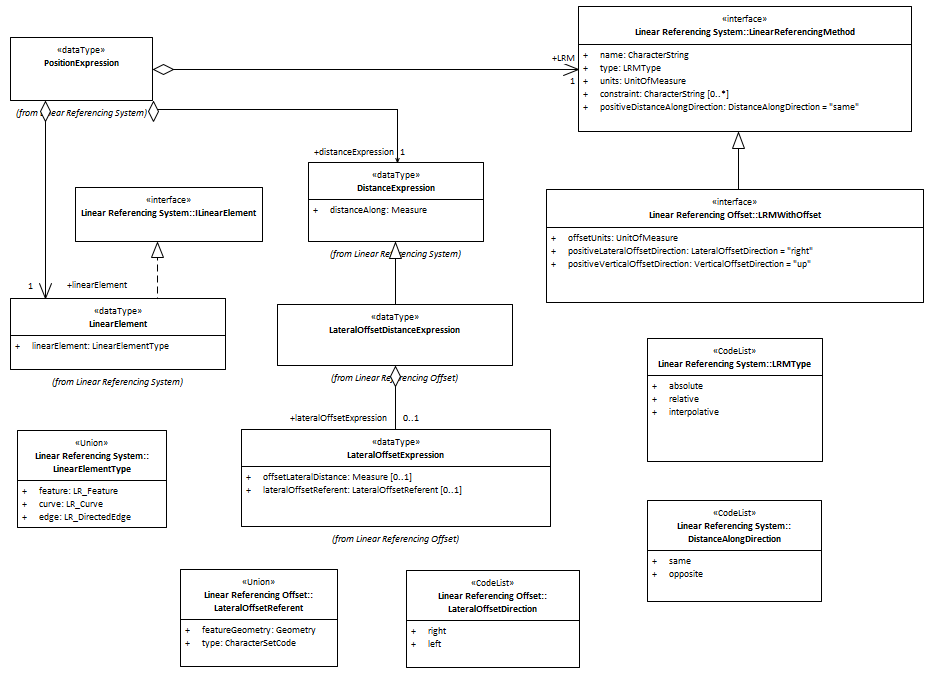 «dataType»
PositionExpression
(from Linear Referencing System)
«interface»
Linear Referencing System::LinearReferencingMethod
+ name: CharacterString
+ type: LRMType
+ units: UnitOfMeasure
+ constraint: CharacterString [0..*]
+ positiveDistanceAlongDirection: DistanceAlongDirection = "same"
+LRM
1
+distanceExpression 1
«dataType»
DistanceExpression
+ distanceAlong: Measure
(from Linear Referencing System)
«interface»
Linear Referencing System::ILinearElement
«interface»
Linear Referencing Offset::LRMWithOffset
+ offsetUnits: UnitOfMeasure
+ positiveLateralOffsetDirection: LateralOffsetDirection = "right"
+ positiveVerticalOffsetDirection: VerticalOffsetDirection = "up"
1 +linearElement
«dataType»
LinearElement
+ linearElement: LinearElementType
(from Linear Referencing System)
«dataType»
LateralOffsetDistanceExpression
(from Linear Referencing Offset)
«CodeList»
Linear Referencing System::LRMType
+ absolute
+ relative
+ interpolative
+lateralOffsetExpression 0..1
«dataType»
LateralOffsetExpression
+ offsetLateralDistance: Measure [0..1]
+ lateralOffsetReferent: LateralOffsetReferent [0..1]
(from Linear Referencing Offset)
«Union»
Linear Referencing System::
LinearElementType
+ feature: LR_Feature
+ curve: LR_Curve
+ edge: LR_DirectedEdge
«CodeList»
Linear Referencing System::
DistanceAlongDirection
+ same
+ opposite
«Union»
Linear Referencing Offset::
LateralOffsetReferent
+ featureGeometry: Geometry
+ type: CharacterSetCode
«CodeList»
Linear Referencing Offset::
LateralOffsetDirection
+ right
+ left